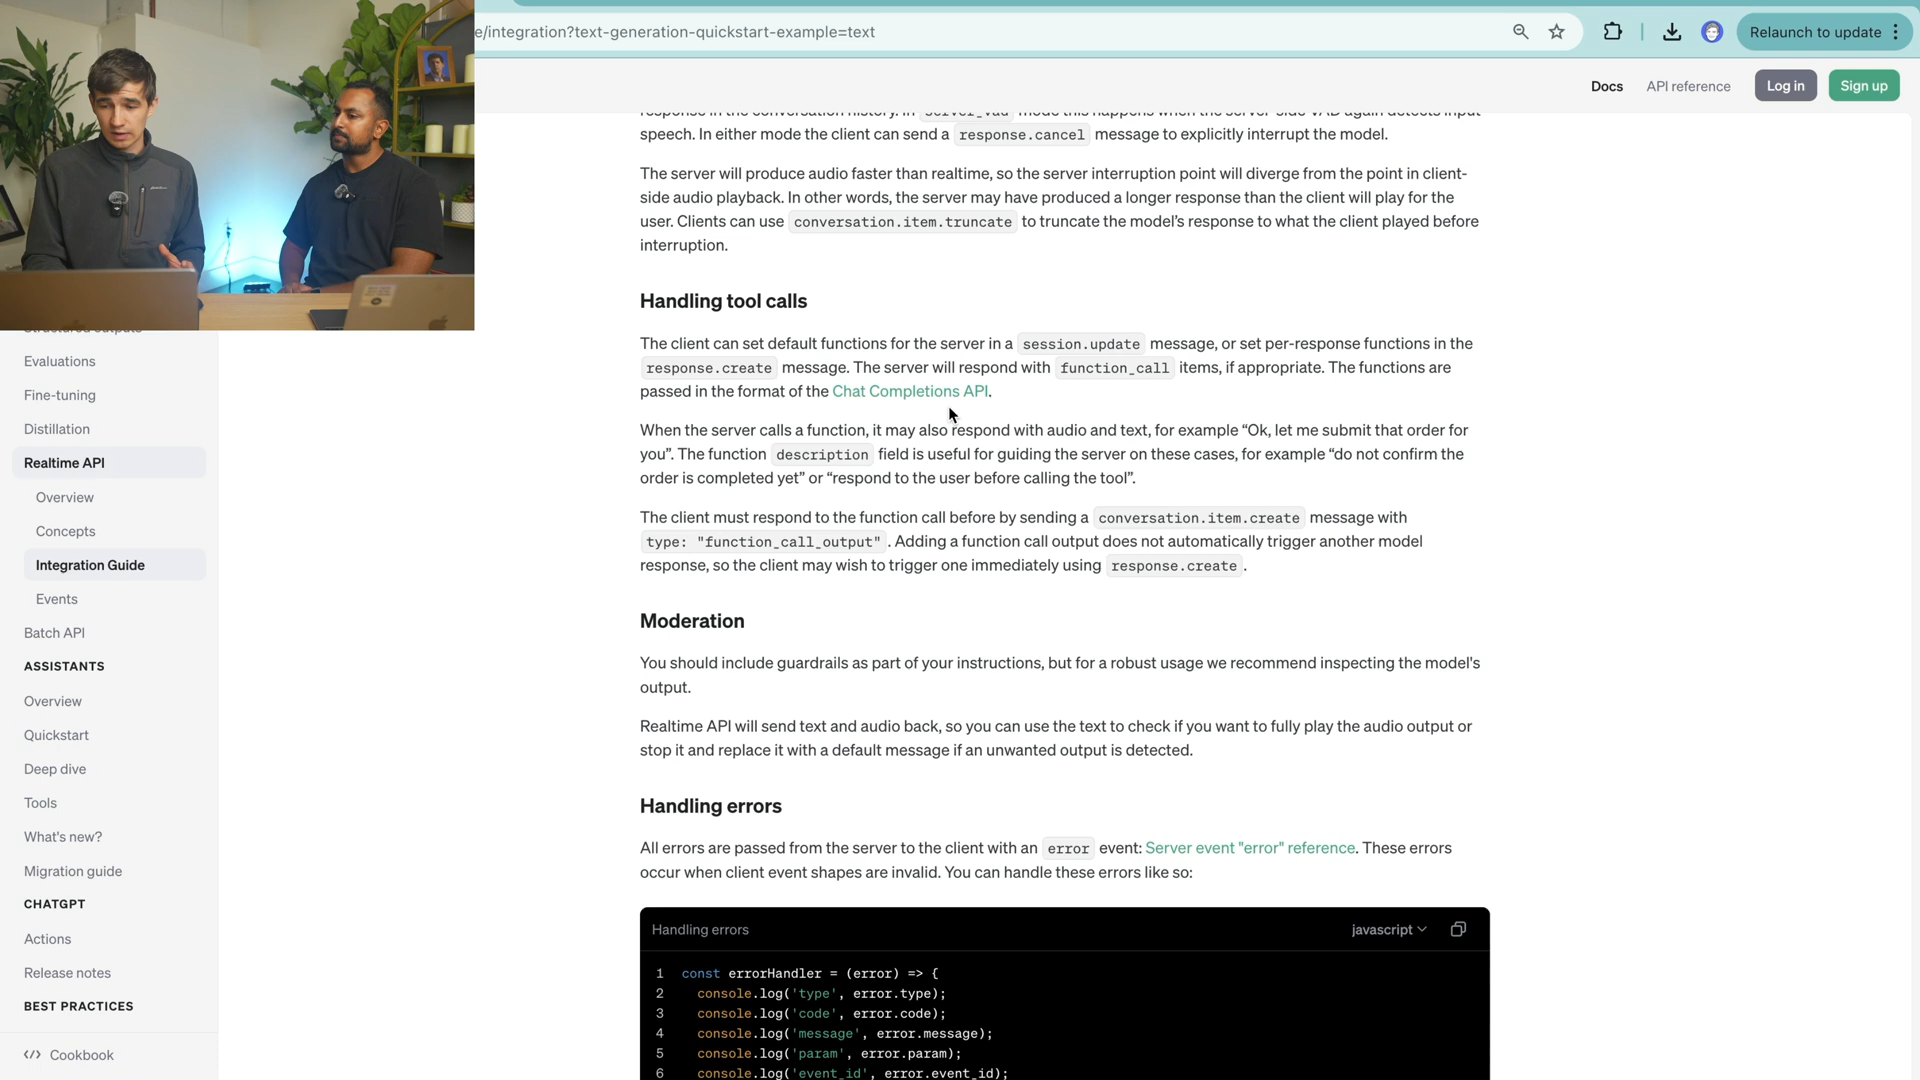 e/integration?text-generation-quickstart-example=text
Relaunch to update
Docs
API reference
Log in
Sign up
response in the conversation history. In server_vad mode this happens when the server-side VAD again detects input
speech. In either mode the client can send a response.cancel message to explicitly interrupt the model.
The server will produce audio faster than realtime, so the server interruption point will diverge from the point in client-
side audio playback. In other words, the server may have produced a longer response than the client will play for the
user. Clients can use conversation.item.truncate to truncate the model's response to what the client played before
interruption.
Handling tool calls
The client can set default functions for the server in a session.update message, or set per-response functions in the
response.create message. The server will respond with function_call items, if appropriate. The functions are
passed in the format of the Chat Completions API.
When the server calls a function, it may also respond with audio and text, for example “Ok, let me submit that order for
you”. The function description field is useful for guiding the server on these cases, for example “do not confirm the
order is completed yet” or “respond to the user before calling the tool”.
The client must respond to the function call before by sending a conversation.item.create message with
type: "function_call_output". Adding a function call output does not automatically trigger another model
response, so the client may wish to trigger one immediately using response.create.
Moderation
You should include guardrails as part of your instructions, but for a robust usage we recommend inspecting the model's
output.
Realtime API will send text and audio back, so you can use the text to check if you want to fully play the audio output or
stop it and replace it with a default message if an unwanted output is detected.
Handling errors
All errors are passed from the server to the client with an error event: Server event "error" reference. These errors
occur when client event shapes are invalid. You can handle these errors like so:
Handling errors
javascript
1 const errorHandler = (error) => {
2 console.log('type', error.type);
3 console.log('code', error.code);
4 console.log('message', error.message);
5 console.log('param', error.param);
6 console.log('event_id', error.event_id);
Structured outputs
Evaluations
Fine-tuning
Distillation
Realtime API
Overview
Concepts
Integration Guide
Events
Batch API
ASSISTANTS
Overview
Quickstart
Deep dive
Tools
What's new?
Migration guide
CHATGPT
Actions
Release notes
BEST PRACTICES
Cookbook